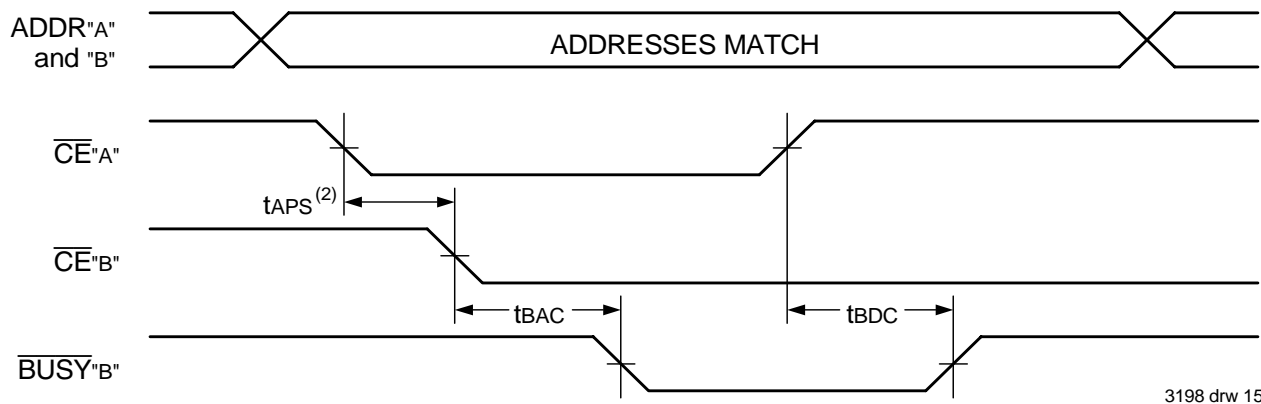 ADDR"A"
and "B"
ADDRESSES MATCH
CE"A"
tAPS(2)
CE"B"
tBAC
tBDC
BUSY"B"
3198 drw 15